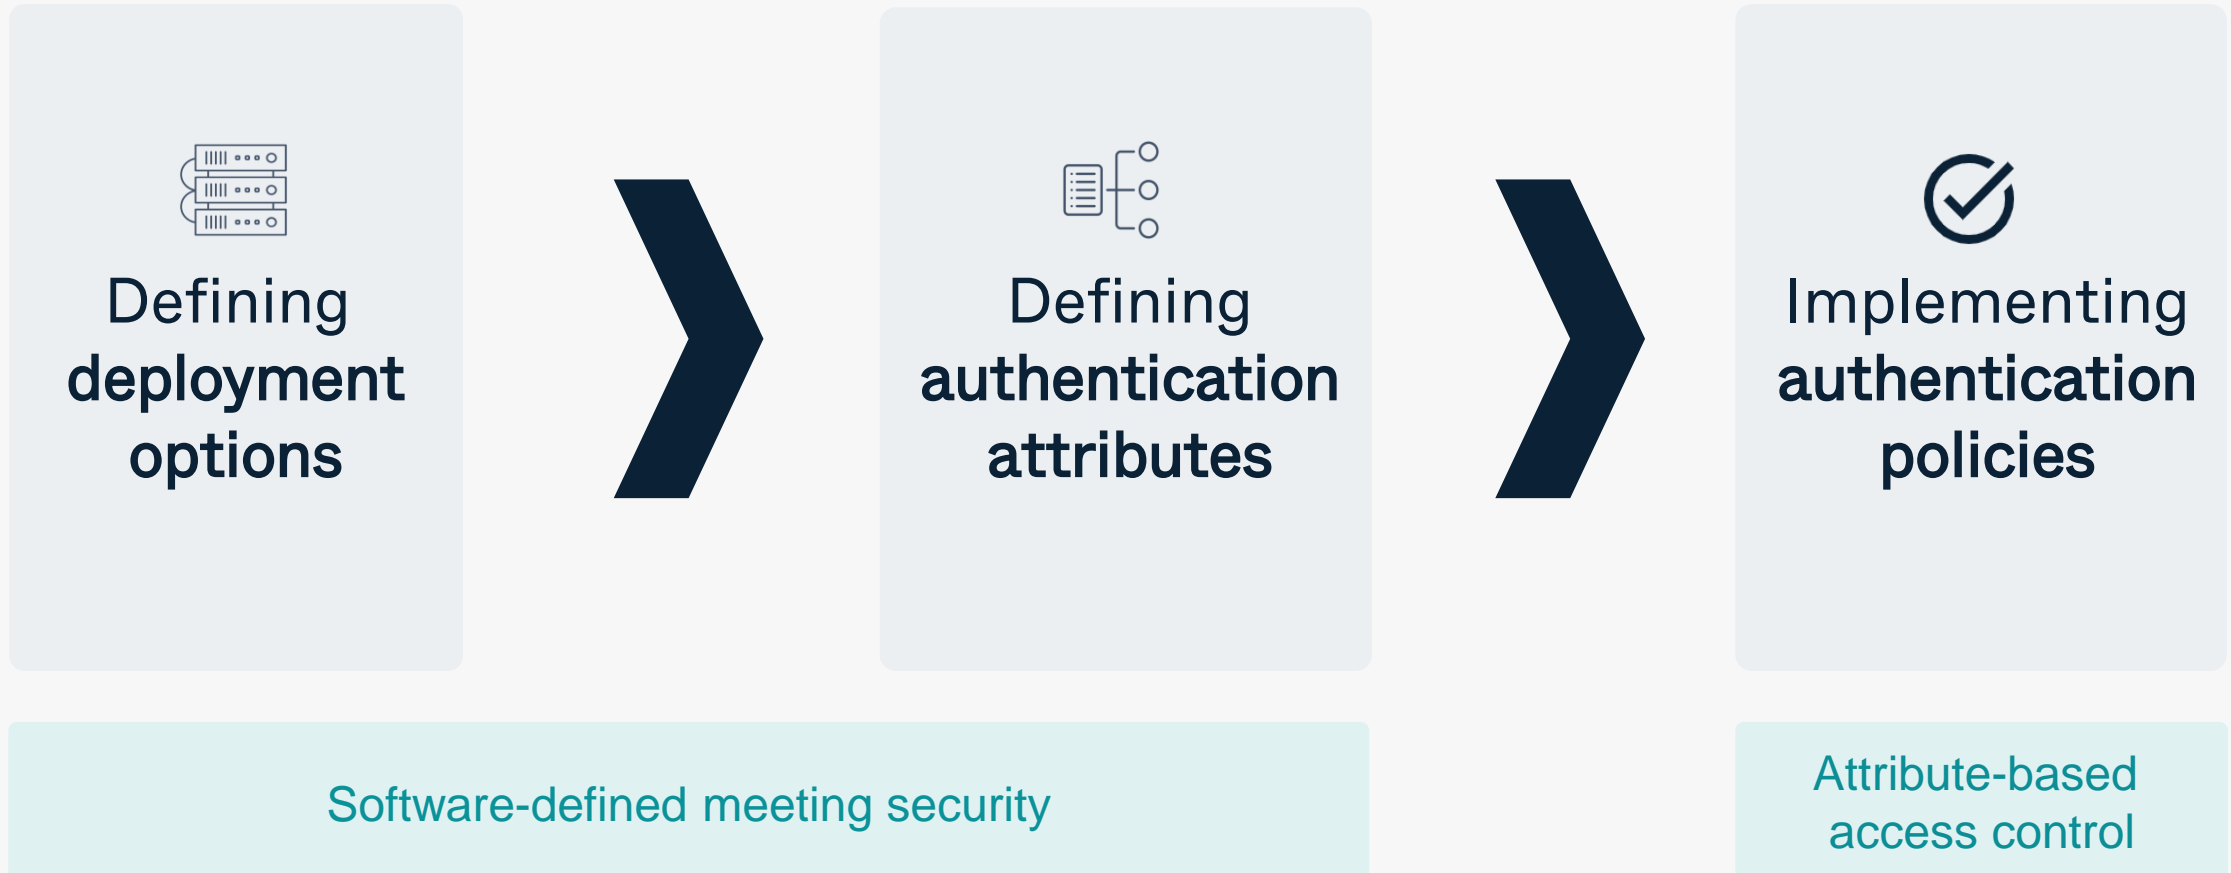 Defining
deployment
options
Defining
authentication
attributes
Implementing
authentication
policies
Software-defined meeting security
Attribute-based
access control